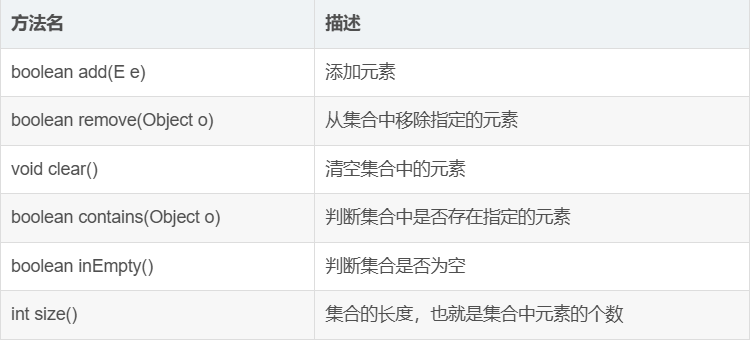 方法名 描述
boolean add(E e) 添加元素
boolean remove(Object o) 从集合中移除指定的元素
void clear() 清空集合中的元素
boolean contains(Object o) 判断集合中是否存在指定的元素
boolean inEmpty() 判断集合是否为空
int size() 集合的长度，也就是集合中元素的个数